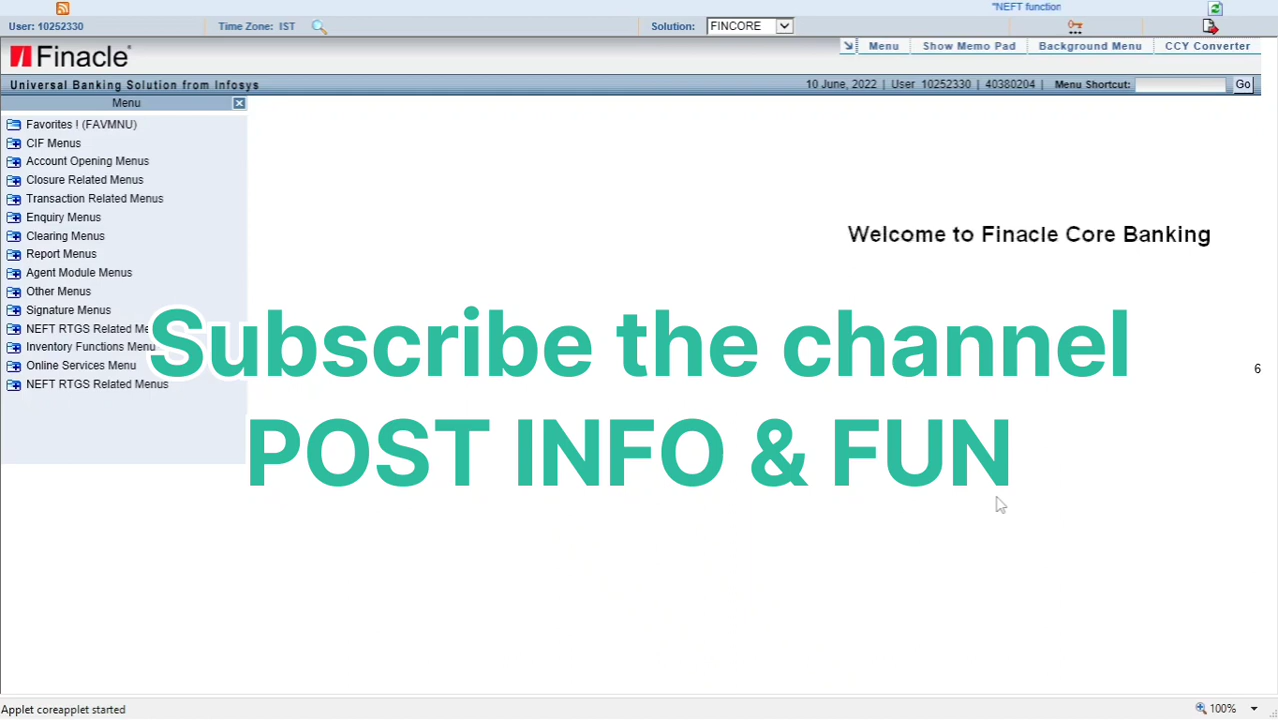 "NEFT function
User: 10252330 Time Zone: IST Solution: FINCORE
Finacle
Menu Show Memo Pad Background Menu CCY Converter
Universal Banking Solution from Infosys
10 June, 2022 | User 10252330 | 40380204 | Menu Shortcut: Go
Menu
Favorites ! (FAVMNU)
CIF Menus
Account Opening Menus
Closure Related Menus
Transaction Related Menus
Enquiry Menus
Clearing Menus
Report Menus
Agent Module Menus
Other Menus
Signature Menus
NEFT RTGS Related Me
Inventory Functions Menu
Online Services Menu
NEFT RTGS Related Menus
Welcome to Finacle Core Banking
6
Subscribe the channel
POST INFO & FUN
Applet coreapplet started
100%